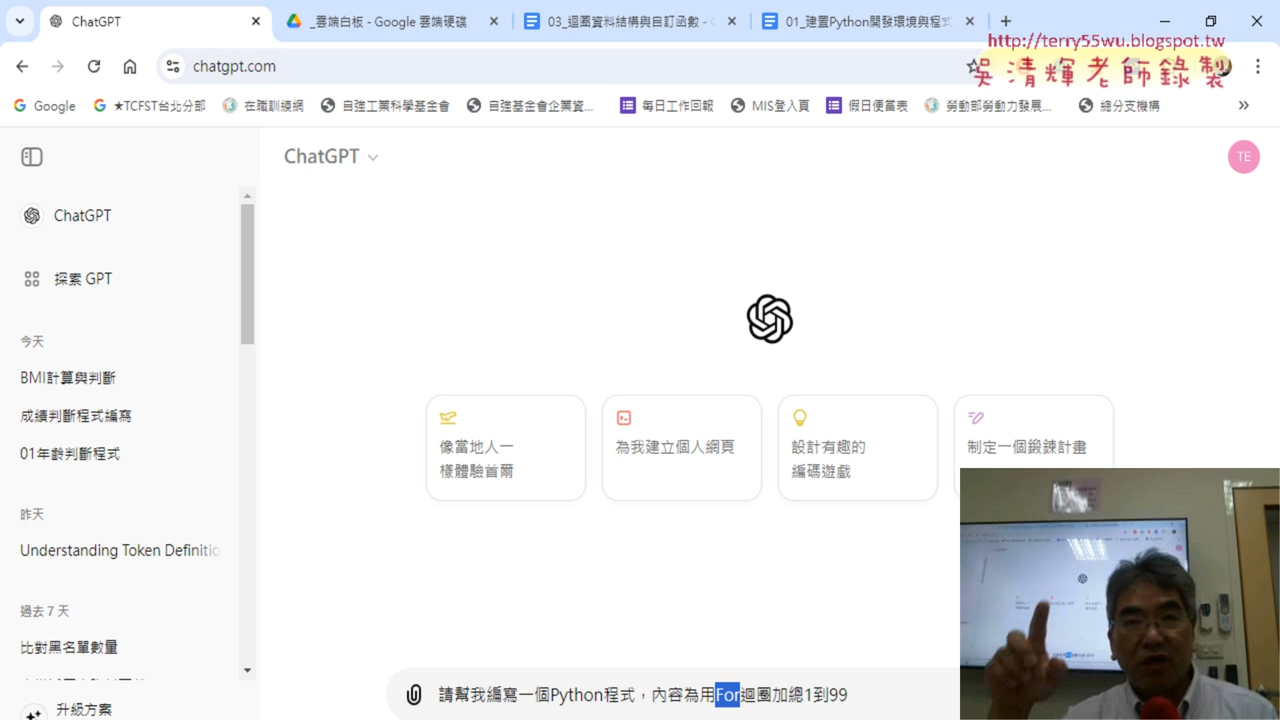 ChatGPT
_雲端白板 - Google 雲端硬碟
03_迴圈資料結構與自訂函數 -
01_建置Python開發環境與程式
http://terry55wu.blogspot.tw
chatgpt.com
吳清輝老師錄製
Google
★TCFST台北分部
在職訓練網
自強工業科學基金會
自強基金會企業資...
每日工作回報
MIS登入頁
假日便當表
勞動部勞動力發展...
總分支機構
ChatGPT
TE
ChatGPT
探索 GPT
今天
BMI計算與判斷
成績判斷程式編寫
01年齡判斷程式
昨天
Understanding Token Definitio
過去 7 天
比對黑名單數量
升級方案
像當地人一
樣體驗首爾
為我建立個人網頁
設計有趣的
編碼遊戲
制定一個鍛鍊計畫
請幫我編寫一個Python程式，內容為用For迴圈加總1到99